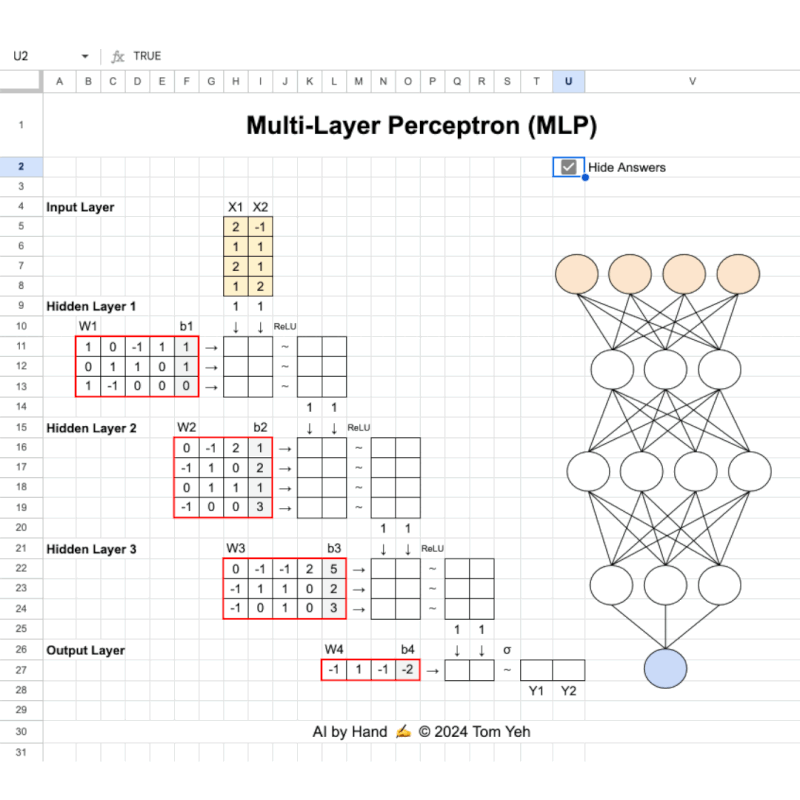 U2 fx TRUE
A B C D E F G H I J K L M N O P Q R S T U V
1 Multi-Layer Perceptron (MLP)
2 Hide Answers
3
4 Input Layer X1 X2
5 2 -1
6 1 1
7 2 1
8 1 2
9 Hidden Layer 1 1 1
10 W1 b1 ↓ ↓ ReLU
11 1 0 -1 1 1 → ~
12 0 1 1 0 1 → ~
13 1 -1 0 0 0 → ~
14 1 1
15 Hidden Layer 2 W2 b2 ↓ ↓ ReLU
16 0 -1 2 1 → ~
17 -1 1 0 2 → ~
18 0 1 1 1 → ~
19 -1 0 0 3 → ~
20 1 1
21 Hidden Layer 3 W3 b3 ↓ ↓ ReLU
22 0 -1 -1 2 5 → ~
23 -1 1 1 0 2 → ~
24 -1 0 1 0 3 → ~
25 1 1
26 Output Layer W4 b4 ↓ ↓ σ
27 -1 1 -1 -2 → ~
28 Y1 Y2
29
30 AI by Hand ✍️ © 2024 Tom Yeh
31